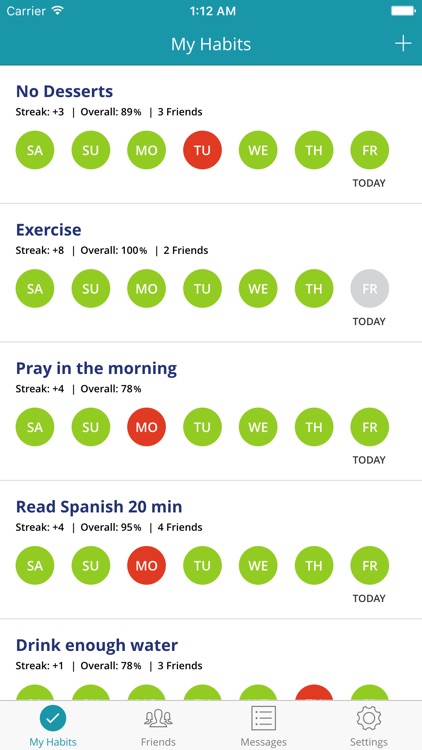 Carrier 1:12 AM
My Habits +
No Desserts
Streak: +3 | Overall: 89% | 3 Friends
SA SU MO TU WE TH FR
TODAY
Exercise
Streak: +8 | Overall: 100% | 2 Friends
SA SU MO TU WE TH FR
TODAY
Pray in the morning
Streak: +4 | Overall: 78%
SA SU MO TU WE TH FR
TODAY
Read Spanish 20 min
Streak: +4 | Overall: 95% | 4 Friends
SA SU MO TU WE TH FR
TODAY
Drink enough water
Streak: +1 | Overall: 78% | 3 Friends
My Habits Friends Messages Settings